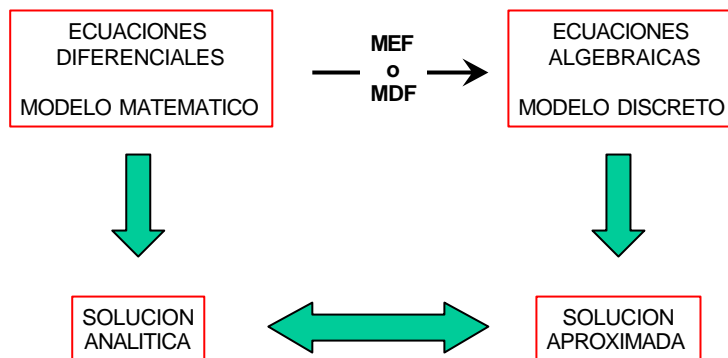 ECUACIONES
DIFERENCIALES
MODELO MATEMATICO
MEF
o
MDF
ECUACIONES
ALGEBRAICAS
MODELO DISCRETO
SOLUCION
ANALITICA
SOLUCION
APROXIMADA